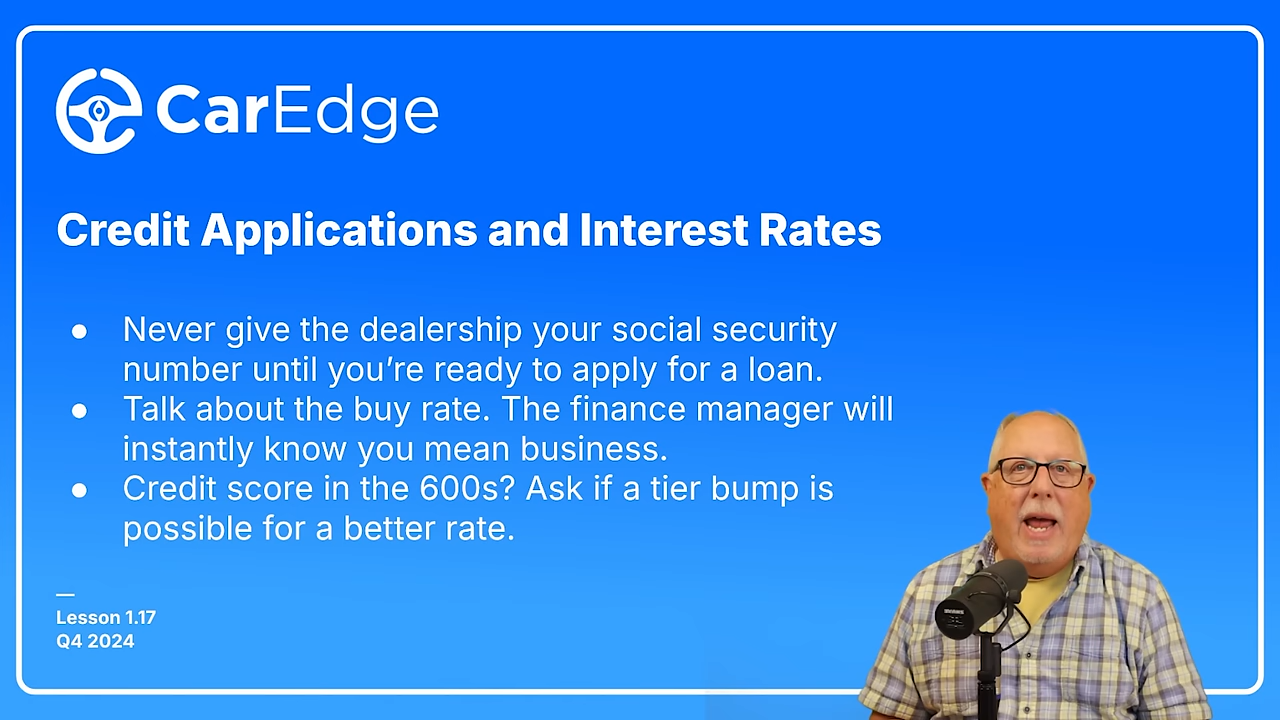 CarEdge
Credit Applications and Interest Rates
● Never give the dealership your social security
number until you’re ready to apply for a loan.
● Talk about the buy rate. The finance manager will
instantly know you mean business.
● Credit score in the 600s? Ask if a tier bump is
possible for a better rate.
—
Lesson 1.17
Q4 2024